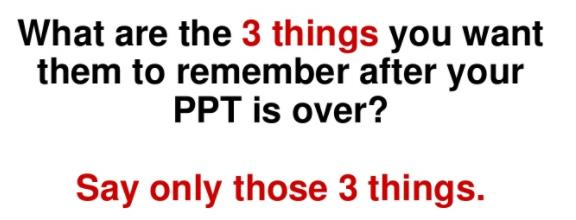 What are the 3 things you want
them to remember after your
PPT is over?
Say only those 3 things.